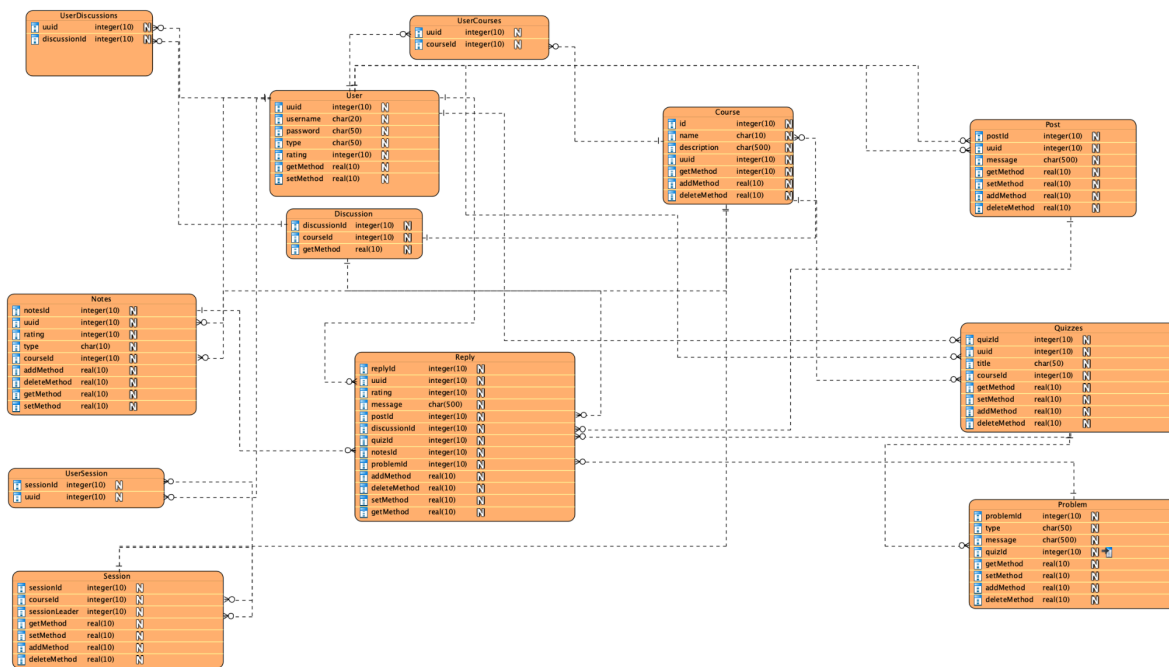 UserDiscussions
uuid integer(10) N
discussionId integer(10) N
UserCourses
uuid integer(10) N
courseId integer(10) N
User
uuid integer(10) N
username char(20) N
password char(50) N
type char(50) N
rating integer(10) N
getMethod real(10) N
setMethod real(10) N
Course
id integer(10) N
name char(10) N
description char(500) N
uuid integer(10) N
getMethod integer(10) N
addMethod real(10) N
deleteMethod real(10) N
Post
postId integer(10) N
uuid integer(10) N
message char(500) N
getMethod real(10) N
setMethod real(10) N
addMethod real(10) N
deleteMethod real(10) N
Discussion
discussionId integer(10) N
courseId integer(10) N
getMethod real(10) N
Notes
notesId integer(10) N
uuid integer(10) N
rating integer(10) N
type char(10) N
courseId integer(10) N
addMethod real(10) N
deleteMethod real(10) N
getMethod real(10) N
setMethod real(10) N
Reply
replyId integer(10) N
uuid integer(10) N
rating integer(10) N
message char(500) N
postId integer(10) N
discussionId integer(10) N
quizId integer(10) N
notesId integer(10) N
problemId integer(10) N
addMethod real(10) N
deleteMethod real(10) N
setMethod real(10) N
getMethod real(10) N
Quizzes
quizId integer(10) N
uuid integer(10) N
title char(50) N
courseId integer(10) N
getMethod real(10) N
setMethod real(10) N
addMethod real(10) N
deleteMethod real(10) N
UserSession
sessionId integer(10) N
uuid integer(10) N
Problem
problemId integer(10) N
type char(50) N
message char(500) N
quizId integer(10) N
getMethod real(10) N
setMethod real(10) N
addMethod real(10) N
deleteMethod real(10) N
Session
sessionId integer(10) N
courseId integer(10) N
sessionLeader integer(10) N
getMethod real(10) N
setMethod real(10) N
addMethod real(10) N
deleteMethod real(10) N